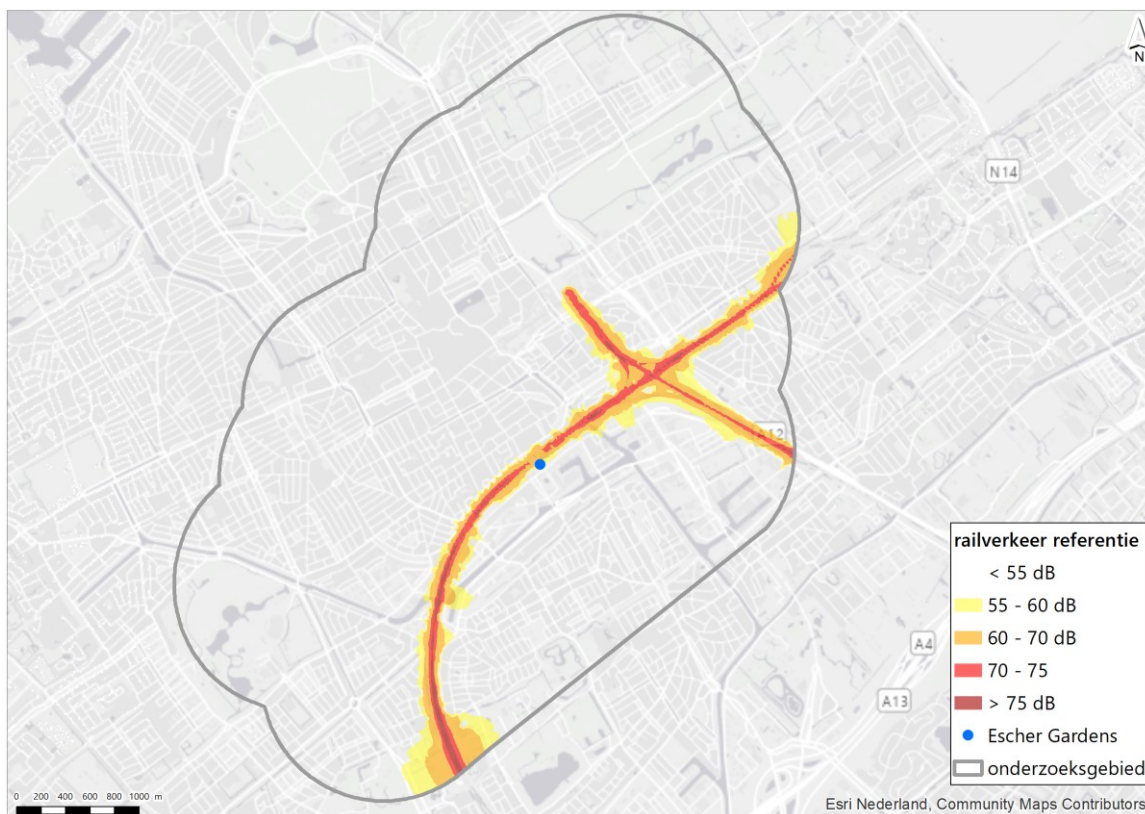 N
N14
A12
A4
A13
railverkeer referentie
< 55 dB
55 - 60 dB
60 - 70 dB
70 - 75
> 75 dB
Escher Gardens
onderzoeksgebied
0 200 400 600 800 1000 m
Esri Nederland, Community Maps Contributors